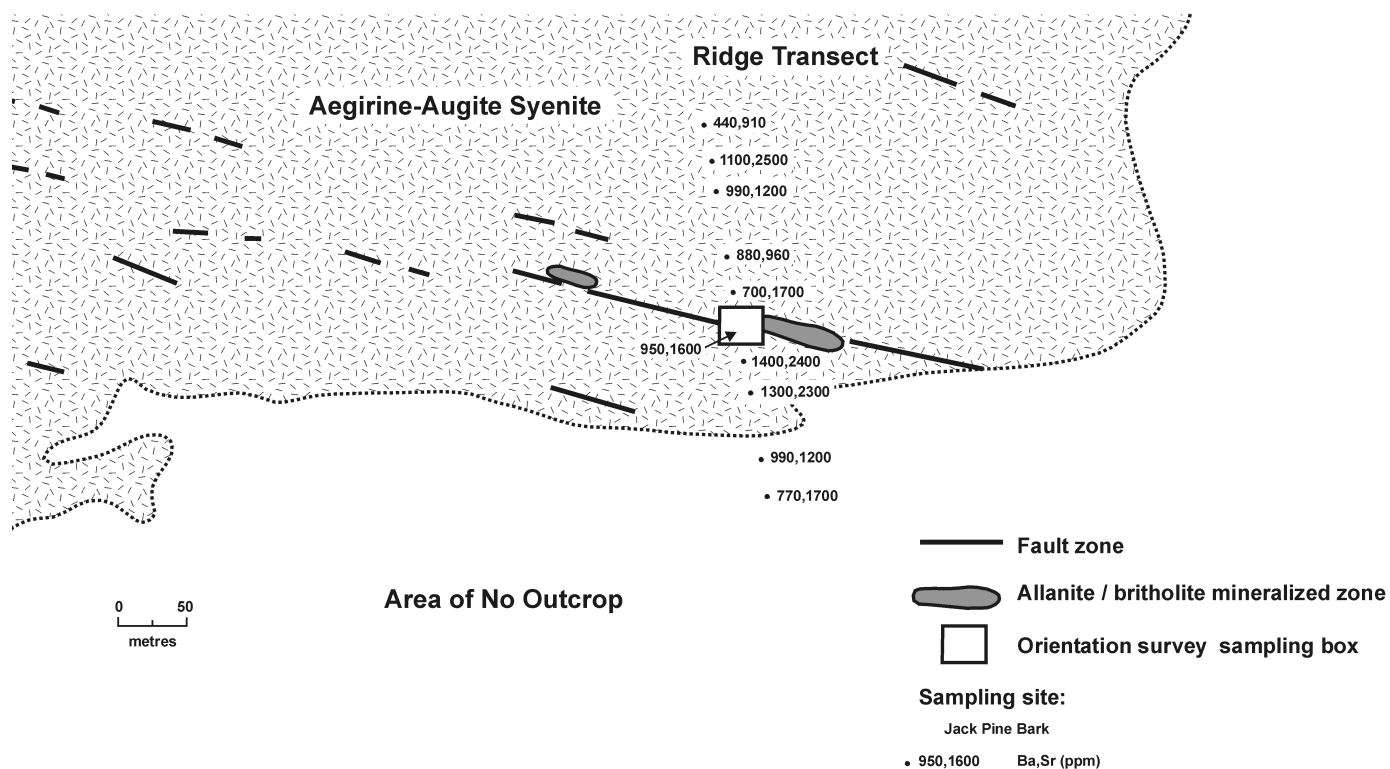 Ridge Transect
Aegirine-Augite Syenite
440,910
1100,2500
990,1200
880,960
700,1700
950,1600
1400,2400
1300,2300
990,1200
770,1700
Fault zone
Allanite / britholite mineralized zone
Area of No Outcrop
0 50
metres
Orientation survey sampling box
Sampling site:
Jack Pine Bark
950,1600 Ba,Sr (ppm)